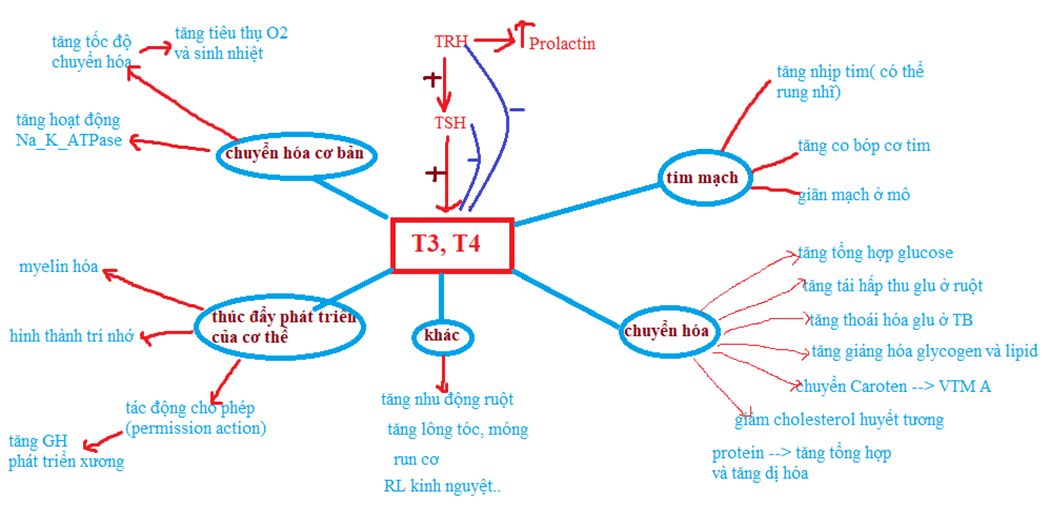 TRH
Prolactin
TSH
T3, T4
chuyển hóa cơ bản
tăng tốc độ
chuyển hóa
tăng tiêu thụ O2
và sinh nhiệt
tăng hoạt động
Na_K_ATPase
tim mạch
tăng nhịp tim( có thể
rung nhĩ)
tăng co bóp cơ tim
giãn mạch ở mô
thúc đẩy phát triển
của cơ thể
myelin hóa
hình thành trí nhớ
tác động cho phép
(permission action)
tăng GH
phát triển xương
khác
tăng nhu động ruột
tăng lông tóc, móng
run cơ
RL kinh nguyệt..
chuyển hóa
tăng tổng hợp glucose
tăng tái hấp thu glu ở ruột
tăng thoái hóa glu ở TB
tăng giáng hóa glycogen và lipid
chuyển Caroten --> VTM A
giảm cholesterol huyết tương
protein --> tăng tổng hợp
và tăng dị hóa